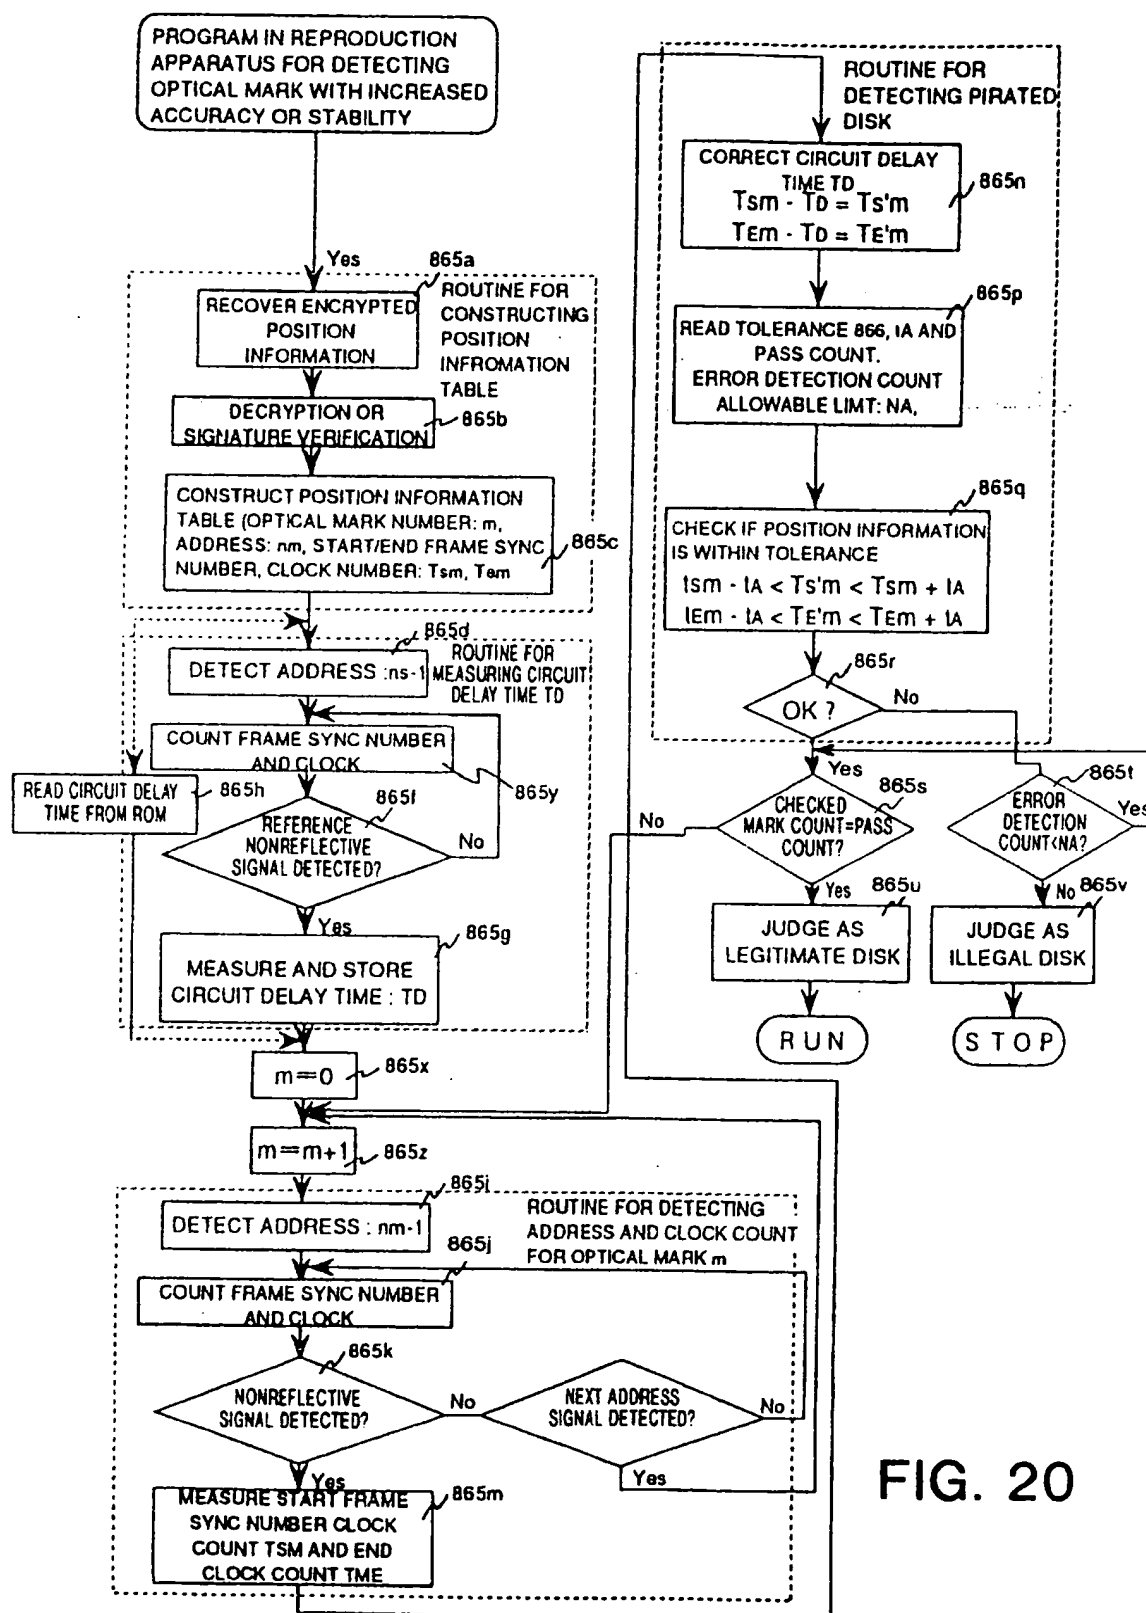 PROGRAM IN REPRODUCTION
APPARATUS FOR DETECTING
OPTICAL MARK WITH INCREASED
ACCURACY OR STABILITY
Yes
865a
RECOVER ENCRYPTED
POSITION
INFORMATION
ROUTINE FOR
CONSTRUCTING
POSITION
INFROMATION
TABLE
DECRYPTION OR
SIGNATURE VERIFICATION
865b
CONSTRUCT POSITION INFORMATION
TABLE (OPTICAL MARK NUMBER: m,
ADDRESS: nm, START/END FRAME SYNC
NUMBER, CLOCK NUMBER: Tsm, Tem
865c
865d
DETECT ADDRESS :ns-1
ROUTINE FOR
MEASURING CIRCUIT
DELAY TIME TD
COUNT FRAME SYNC NUMBER
AND CLOCK
865y
READ CIRCUIT DELAY
TIME FROM ROM
865h
865f
REFERENCE
NONREFLECTIVE
SIGNAL DETECTED?
No
Yes
865g
MEASURE AND STORE
CIRCUIT DELAY TIME : TD
m=0
865x
m=m+1
865z
865i
DETECT ADDRESS : nm-1
ROUTINE FOR DETECTING
ADDRESS AND CLOCK COUNT
FOR OPTICAL MARK m
865j
COUNT FRAME SYNC NUMBER
AND CLOCK
865k
NONREFLECTIVE
SIGNAL DETECTED?
No
NEXT ADDRESS
SIGNAL DETECTED?
No
Yes
Yes
865m
MEASURE START FRAME
SYNC NUMBER CLOCK
COUNT TSM AND END
CLOCK COUNT TME
ROUTINE FOR
DETECTING PIRATED
DISK
CORRECT CIRCUIT DELAY
TIME TD
Tsm - TD = Ts'm
TEm - TD = TE'm
865n
865p
READ TOLERANCE 866, tA AND
PASS COUNT.
ERROR DETECTION COUNT
ALLOWABLE LIMT: NA,
865q
CHECK IF POSITION INFORMATION
IS WITHIN TOLERANCE
tsm - tA < Ts'm < Tsm + tA
tEm - tA < TE'm < TEm + tA
865r
OK ?
No
Yes
865s
CHECKED
MARK COUNT=PASS
COUNT?
No
Yes
865t
ERROR
DETECTION
COUNT<NA?
Yes
No
865u
JUDGE AS
LEGITIMATE DISK
865v
JUDGE AS
ILLEGAL DISK
RUN
STOP
FIG. 20